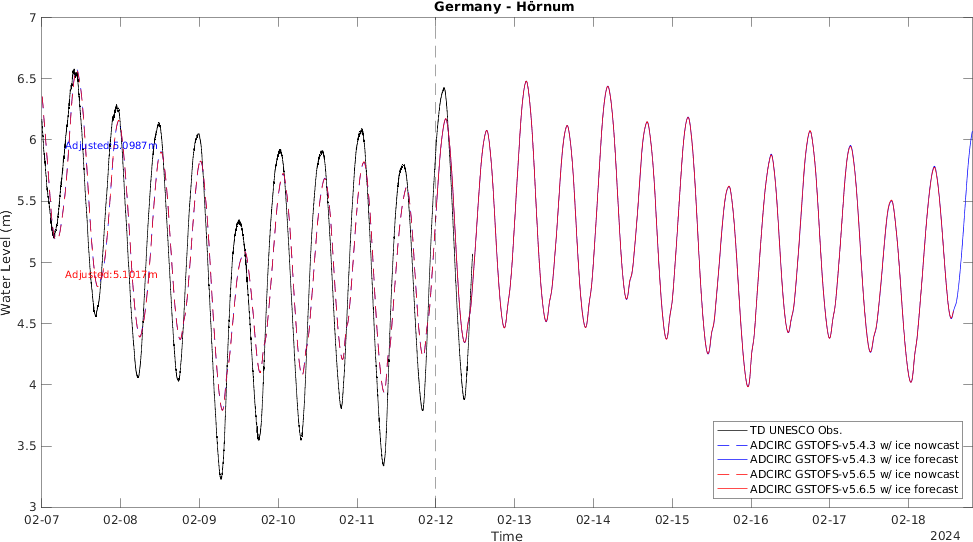 Germany - Hörnum
7
6.5
6
5.5
5
4.5
4
3.5
3
Water Level (m)
Adjusted:5.0987m
Adjusted:5.1017m
TD UNESCO Obs.
ADCIRC GSTOFS-v5.4.3 w/ ice nowcast
ADCIRC GSTOFS-v5.4.3 w/ ice forecast
ADCIRC GSTOFS-v5.6.5 w/ ice nowcast
ADCIRC GSTOFS-v5.6.5 w/ ice forecast
02-07 02-08 02-09 02-10 02-11 02-12 02-13 02-14 02-15 02-16 02-17 02-18
Time
2024